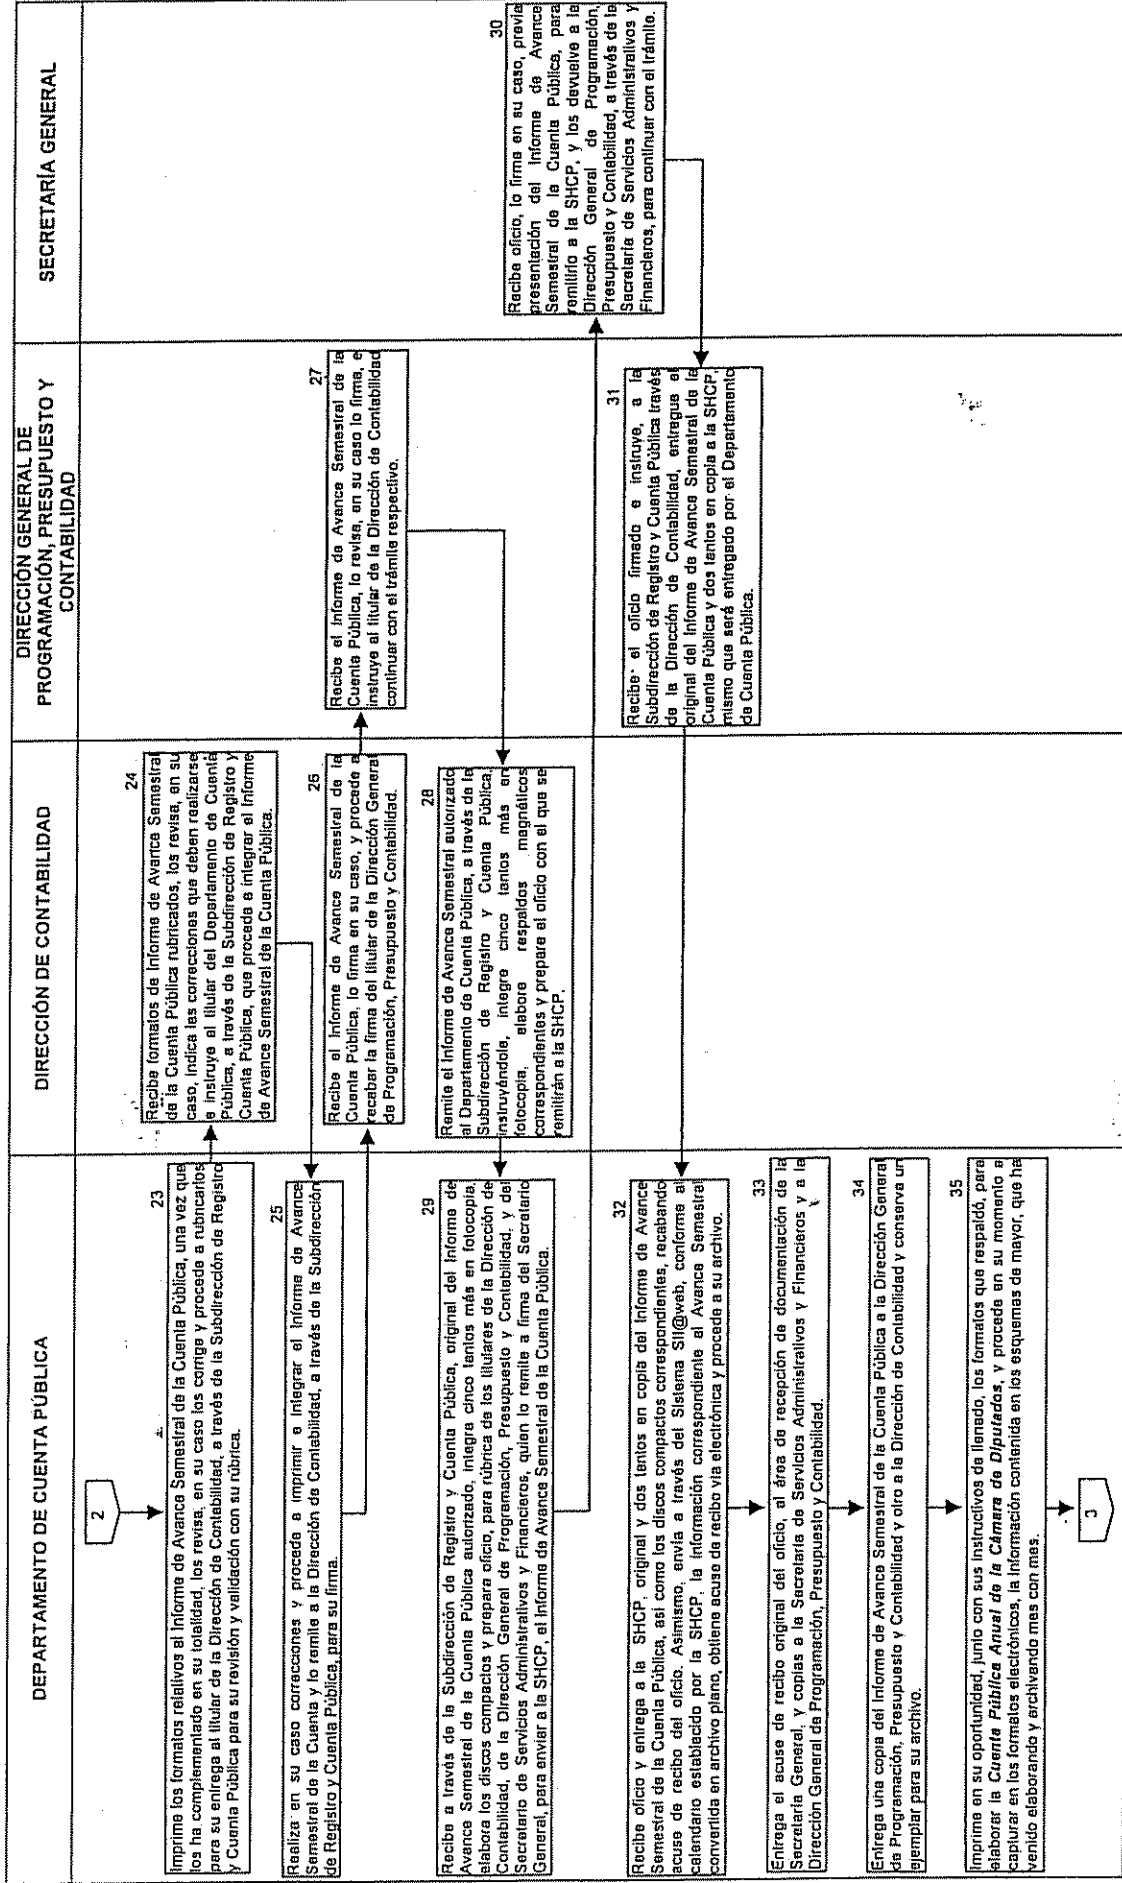 DEPARTAMENTO DE CUENTA PÚBLICA
DIRECCIÓN DE CONTABILIDAD
DIRECCIÓN GENERAL DE
PROGRAMACIÓN, PRESUPUESTO Y
CONTABILIDAD
SECRETARÍA GENERAL
2
23
Imprime los formatos relativos al Informe de Avance Semestral de la Cuenta Pública, una vez que
los ha complementado en su totalidad, los revisa, en su caso los corrige y procede a rubricarlos
para su entrega al titular de la Dirección de Contabilidad, a través de la Subdirección de Registro
y Cuenta Pública para su revisión y validación con su rúbrica.
24
Recibe formatos de Informe de Avance Semestral
de la Cuenta Pública rubricados, los revisa, en su
caso, indica las correcciones que deben realizarse
e instruye al titular del Departamento de Cuenta
Pública, a través de la Subdirección de Registro y
Cuenta Pública, que proceda a integrar el Informe
de Avance Semestral de la Cuenta Pública.
25
Realiza en su caso correcciones y procede a imprimir e integrar el Informe de Avance
Semestral de la Cuenta y lo remite a la Dirección de Contabilidad, a través de la Subdirección
de Registro y Cuenta Pública, para su firma.
26
Recibe el Informe de Avance Semestral de la
Cuenta Pública, lo firma en su caso, y procede a
recabar la firma del titular de la Dirección General
de Programación, Presupuesto y Contabilidad.
27
Recibe el Informe de Avance Semestral de la
Cuenta Pública, lo revisa, en su caso lo firma, e
instruye al titular de la Dirección de Contabilidad
continuar con el trámite respectivo.
28
Remite el Informe de Avance Semestral autorizado
al Departamento de Cuenta Pública, a través de la
Subdirección de Registro y Cuenta Pública,
instruyéndole, integre cinco tantos más en
fotocopia, elabore respaldos magnéticos
correspondientes y prepare el oficio con el que se
remitirán a la SHCP.
29
Recibe a través de la Subdirección de Registro y Cuenta Pública, original del Informe de
Avance Semestral de la Cuenta Pública autorizado, integra cinco tantos más en fotocopia,
elabora los discos compactos y prepara oficio, para rúbrica de los titulares de la Dirección de
Contabilidad, de la Dirección General de Programación, Presupuesto y Contabilidad, y del
Secretario de Servicios Administrativos y Financieros, quien lo remite a firma del Secretario
General, para enviar a la SHCP, el Informe de Avance Semestral de la Cuenta Pública.
30
Recibe oficio, lo firma en su caso, previa
presentación del Informe de Avance
Semestral de la Cuenta Pública, para
remitirlo a la SHCP, y los devuelve a la
Dirección General de Programación,
Presupuesto y Contabilidad, a través de la
Secretaría de Servicios Administrativos y
Financieros, para continuar con el trámite.
31
Recibe el oficio firmado e instruye, a la
Subdirección de Registro y Cuenta Pública través
de la Dirección de Contabilidad, entregue el
original del Informe de Avance Semestral de la
Cuenta Pública y dos tantos en copia a la SHCP,
mismo que será entregado por el Departamento
de Cuenta Pública.
32
Recibe oficio y entrega a la SHCP, original y dos tantos en copia del Informe de Avance
Semestral de la Cuenta Pública, así como los discos compactos correspondientes, recabando
acuse de recibo del oficio. Asimismo, envía a través del Sistema SII@web, conforme al
calendario establecido por la SHCP, la información correspondiente al Avance Semestral
convertida en archivo plano, obtiene acuse de recibo vía electrónica y procede a su archivo.
33
Entrega el acuse de recibo original del oficio, al área de recepción de documentación de la
Secretaría General, y copias a la Secretaría de Servicios Administrativos y Financieros y a la
Dirección General de Programación, Presupuesto y Contabilidad.
34
Entrega una copia del Informe de Avance Semestral de la Cuenta Pública a la Dirección General
de Programación, Presupuesto y Contabilidad y otro a la Dirección de Contabilidad y conserva un
ejemplar para su archivo.
35
Imprime en su oportunidad, junto con sus instructivos de llenado, los formatos que respaldó, para
elaborar la Cuenta Pública Anual de la Cámara de Diputados, y procede en su momento a
capturar en los formatos electrónicos, la información contenida en los esquemas de mayor, que ha
venido elaborando y archivando mes con mes.
3